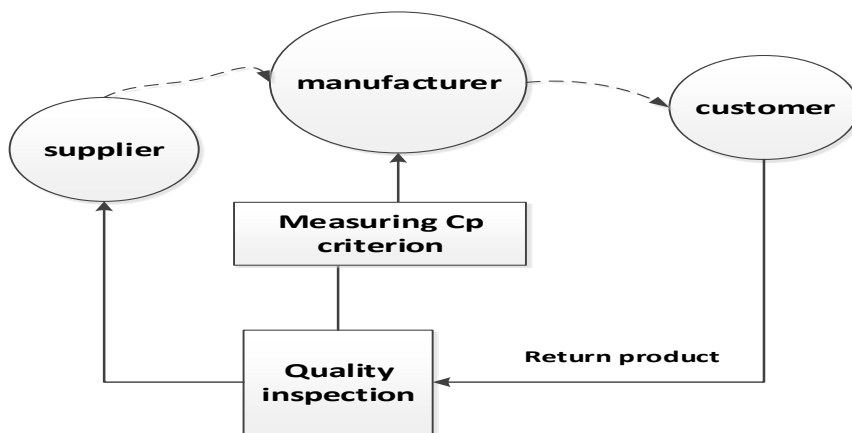 manufacturer
customer
supplier
Measuring Cp
criterion
Return product
Quality
inspection